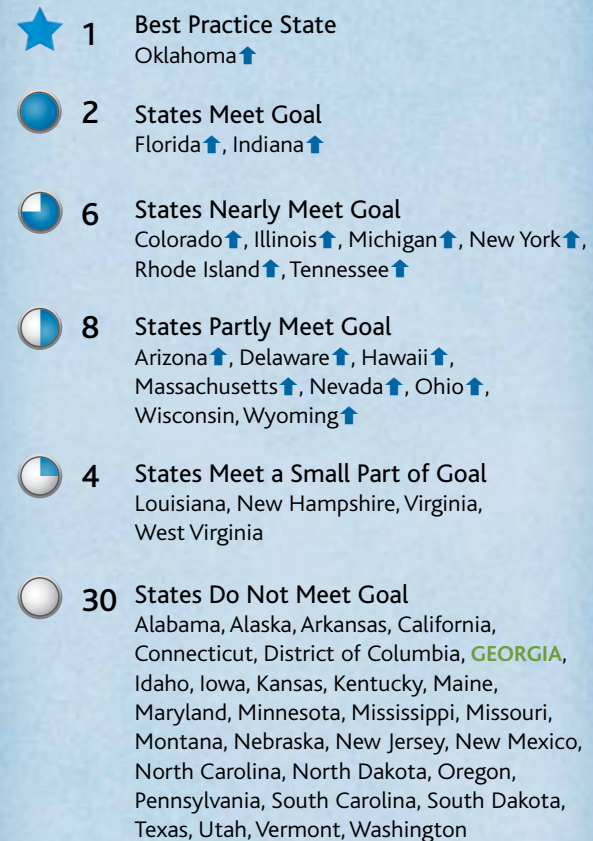 1 Best Practice State
Oklahoma⬆
2 States Meet Goal
Florida⬆, Indiana⬆
6 States Nearly Meet Goal
Colorado⬆, Illinois⬆, Michigan⬆, New York⬆,
Rhode Island⬆, Tennessee⬆
8 States Partly Meet Goal
Arizona⬆, Delaware⬆, Hawaii⬆,
Massachusetts⬆, Nevada⬆, Ohio⬆,
Wisconsin, Wyoming⬆
4 States Meet a Small Part of Goal
Louisiana, New Hampshire, Virginia,
West Virginia
30 States Do Not Meet Goal
Alabama, Alaska, Arkansas, California,
Connecticut, District of Columbia, GEORGIA,
Idaho, Iowa, Kansas, Kentucky, Maine,
Maryland, Minnesota, Mississippi, Missouri,
Montana, Nebraska, New Jersey, New Mexico,
North Carolina, North Dakota, Oregon,
Pennsylvania, South Carolina, South Dakota,
Texas, Utah, Vermont, Washington